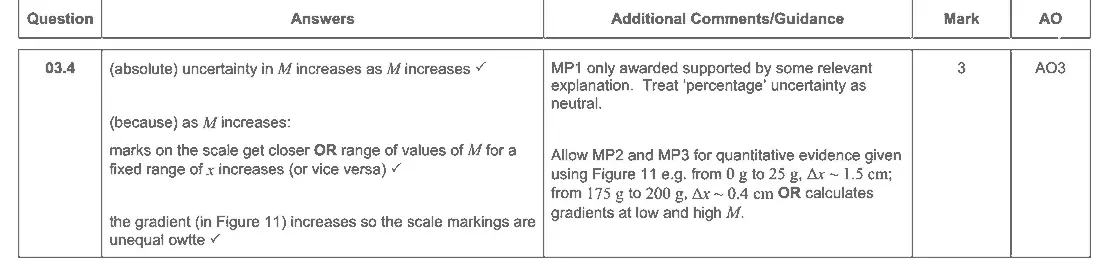 Question Answers Additional Comments/Guidance Mark AO
03.4 (absolute) uncertainty in M increases as M increases ✓ MP1 only awarded supported by some relevant 3 AO3
explanation. Treat 'percentage' uncertainty as
neutral.
(because) as M increases:
marks on the scale get closer OR range of values of M for a
fixed range of x increases (or vice versa) ✓
Allow MP2 and MP3 for quantitative evidence given
using Figure 11 e.g. from 0 g to 25 g, Δx ~ 1.5 cm;
from 175 g to 200 g, Δx ~ 0.4 cm OR calculates
gradients at low and high M.
the gradient (in Figure 11) increases so the scale markings are
unequal owtte ✓